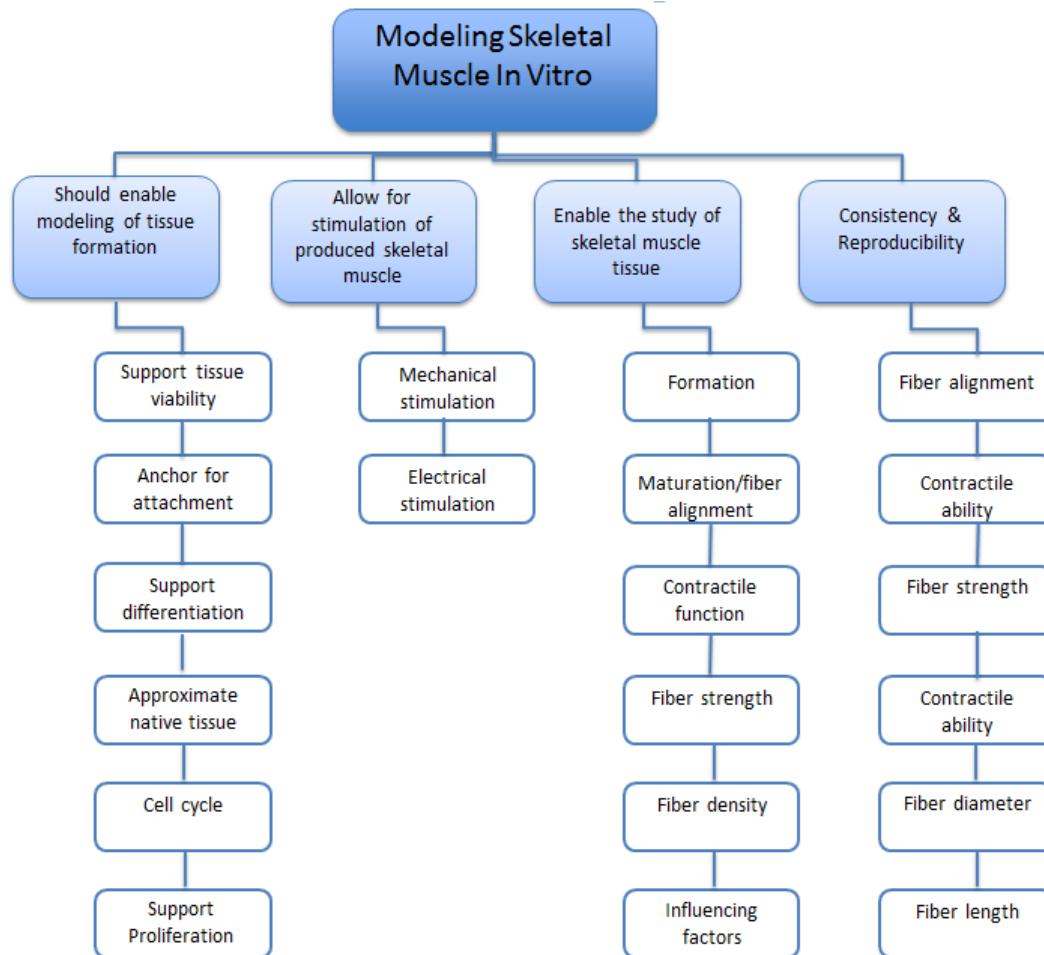 Modeling Skeletal
Muscle In Vitro
Should enable
modeling of tissue
formation
Allow for
stimulation of
produced skeletal
muscle
Enable the study of
skeletal muscle
tissue
Consistency &
Reproducibility
Support tissue
viability
Anchor for
attachment
Support
differentiation
Approximate
native tissue
Cell cycle
Support
Proliferation
Mechanical
stimulation
Electrical
stimulation
Formation
Maturation/fiber
alignment
Contractile
function
Fiber strength
Fiber density
Influencing
factors
Fiber alignment
Contractile
ability
Fiber strength
Contractile
ability
Fiber diameter
Fiber length